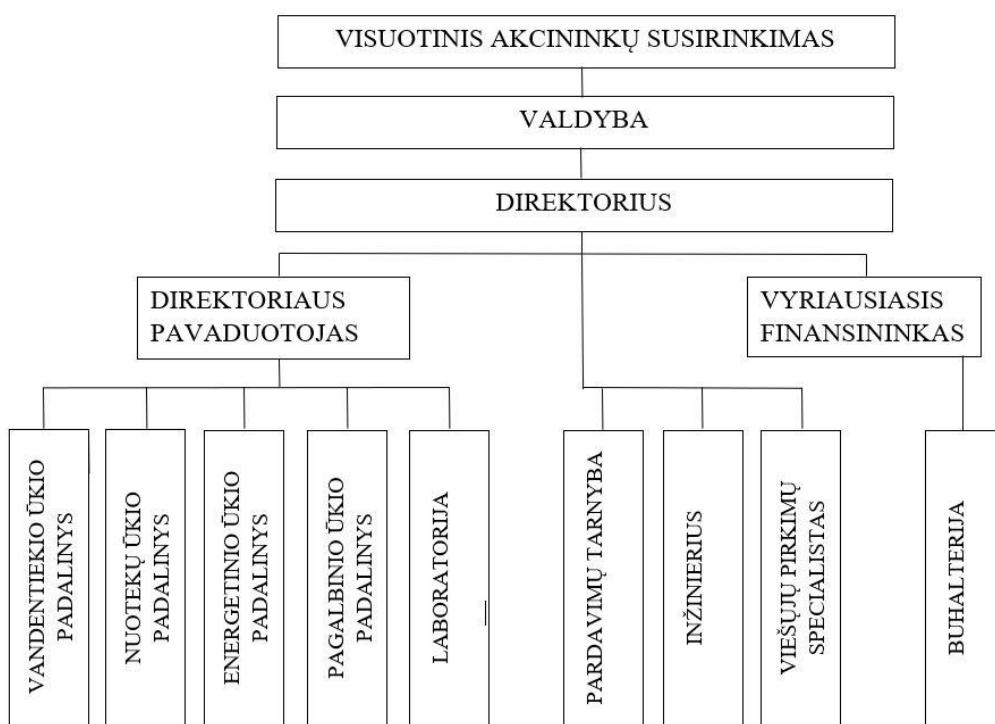 VISUOTINIS AKCININKŲ SUSIRINKIMAS
VALDYBA
DIREKTORIUS
DIREKTORIAUS
PAVADUOTOJAS
VYRIAUSIASIS
FINANSININKAS
VANDENTIEKIO ŪKIO
PADALINYS
NUOTEKŲ ŪKIO
PADALINYS
ENERGETINIO ŪKIO
PADALINYS
PAGALBINIO ŪKIO
PADALINYS
LABORATORIJA
PARDAVIMŲ TARNYBA
INŽINIERIUS
VIEŠŲJŲ PIRKIMŲ
SPECIALISTAS
BUHALTERIJA